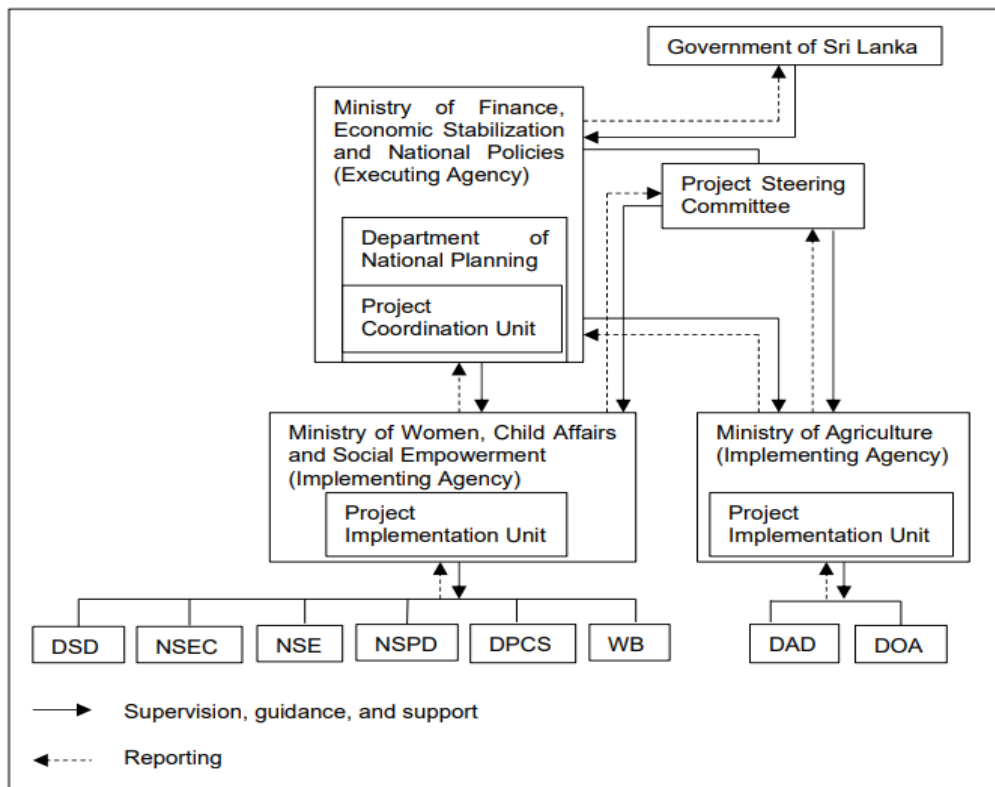 Government of Sri Lanka
Ministry of Finance,
Economic Stabilization
and National Policies
(Executing Agency)
Project Steering
Committee
Department of
National Planning
Project
Coordination Unit
Ministry of Women, Child Affairs
and Social Empowerment
(Implementing Agency)
Project
Implementation Unit
Ministry of Agriculture
(Implementing Agency)
Project
Implementation Unit
DSD
NSEC
NSE
NSPD
DPCS
WB
DAD
DOA
Supervision, guidance, and support
Reporting